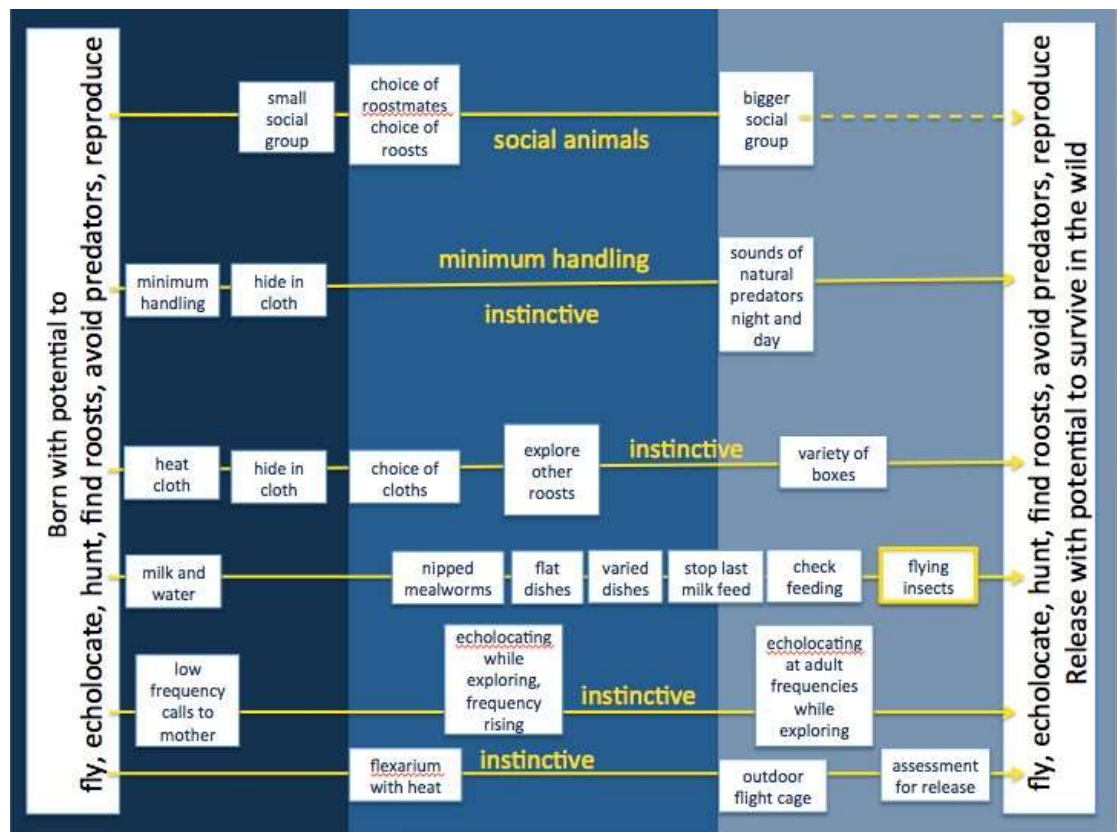 Born with potential to
fly, echolocate, hunt, find roosts, avoid predators, reproduce
small
social
group
choice of
roostmates
choice of
roosts
social animals
bigger
social
group
minimum
handling
hide in
cloth
minimum handling
instinctive
sounds of
natural
predators
night and
day
heat
cloth
hide in
cloth
choice of
cloths
explore
other
roosts
instinctive
variety of
boxes
milk and
water
nipped
mealworms
flat
dishes
varied
dishes
stop last
milk feed
check
feeding
flying
insects
low
frequency
calls to
mother
echolocating
while
exploring,
frequency
rising
instinctive
echolocating
at adult
frequencies
while
exploring
flexarium
with heat
instinctive
outdoor
flight cage
assessment
for release
fly, echolocate, hunt, find roosts, avoid predators, reproduce
Release with potential to survive in the wild